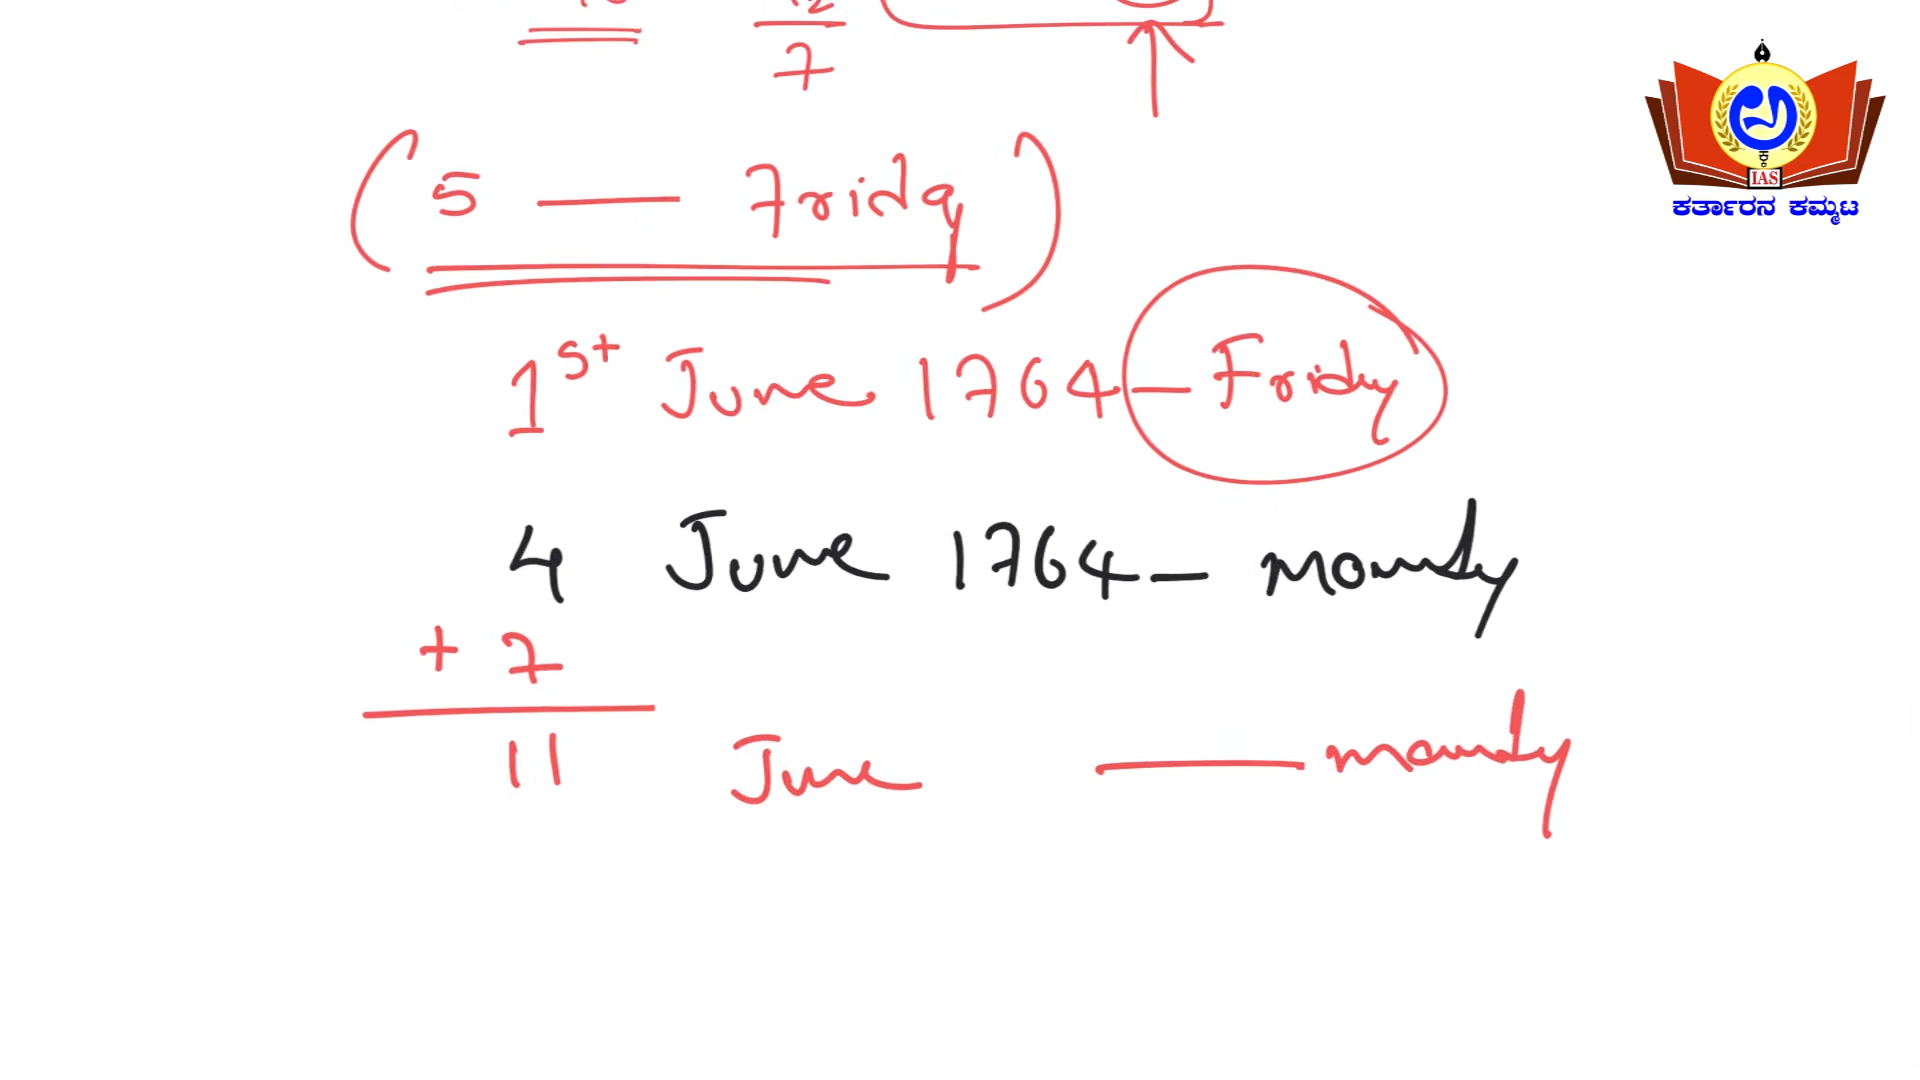 7
5 — Friday
1st June 1764 — Friday
4 June 1764 — monday
+ 7
11 June — monday
IAS
ಕರ್ತಾರನ ಕಮ್ಮಟ